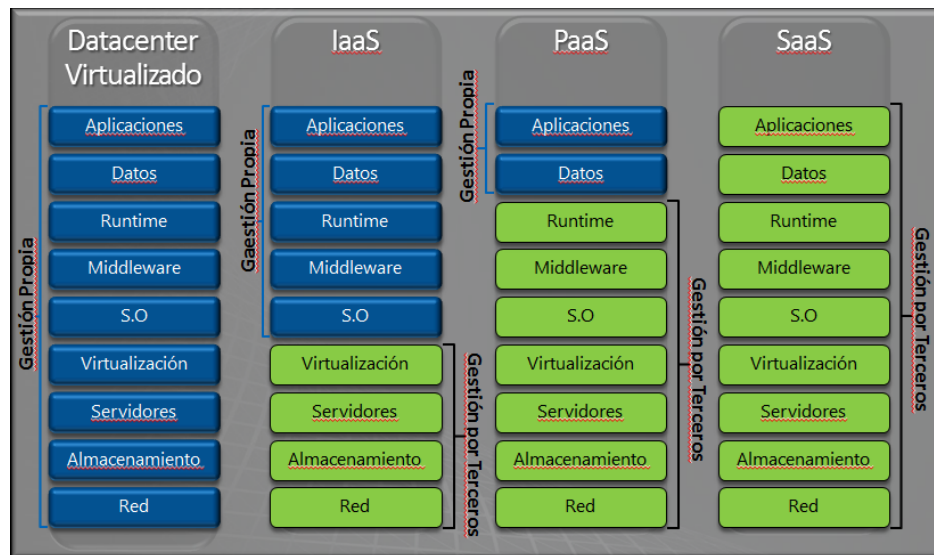 Datacenter
Virtualizado
Gestión Propia
Aplicaciones
Datos
Runtime
Middleware
S.O
Virtualización
Servidores
Almacenamiento
Red
IaaS
Gaestión Propia
Aplicaciones
Datos
Runtime
Middleware
S.O
Virtualización
Servidores
Almacenamiento
Red
Gestión por Terceros
PaaS
Gestión Propia
Aplicaciones
Datos
Runtime
Middleware
S.O
Virtualización
Servidores
Almacenamiento
Red
Gestión por Terceros
SaaS
Aplicaciones
Datos
Runtime
Middleware
S.O
Virtualización
Servidores
Almacenamiento
Red
Gestión por Terceros